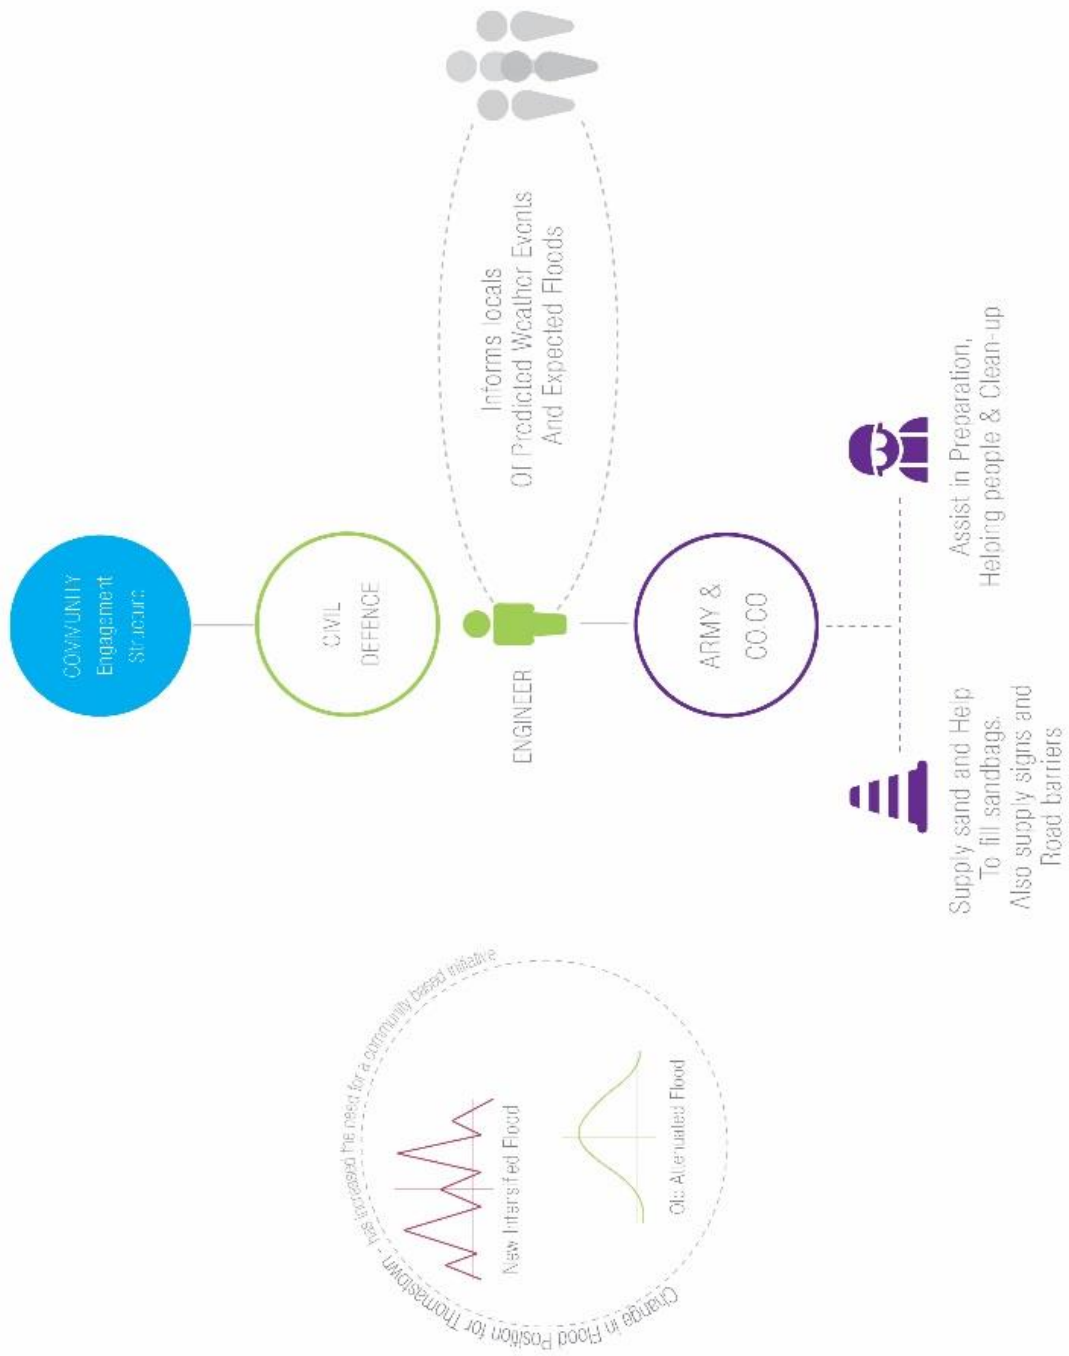 COMMUNITY
Engagement
Structure
CIVIL
DEFENCE
ENGINEER
Informs locals
Of Predicted Weather Events
And Expected Floods
ARMY &
CO CO
Supply sand and Help
To fill sandbags.
Also supply signs and
Road barriers
Assist in Preparation,
Helping people & Clean-up
Change in Flood Position for Thomastown - has increased the need for a community based initiative
New Intensified Flood
Old Attenuated Flood